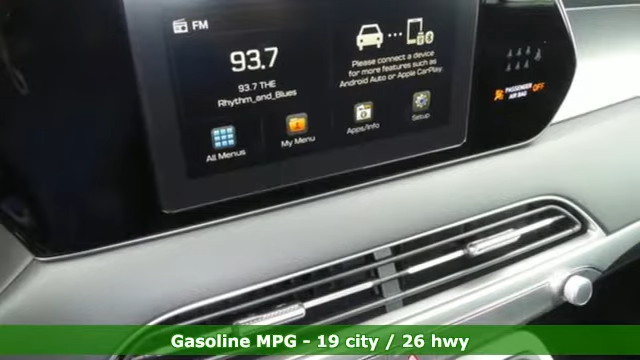 FM
93.7
93.7 THE
Rhythm_and_Blues
Please connect a device
for more features such as
Android Auto or Apple CarPlay.
All Menus
My Menu
Apps/Info
Setup
PASSENGER
AIR BAG
OFF
Gasoline MPG - 19 city / 26 hwy